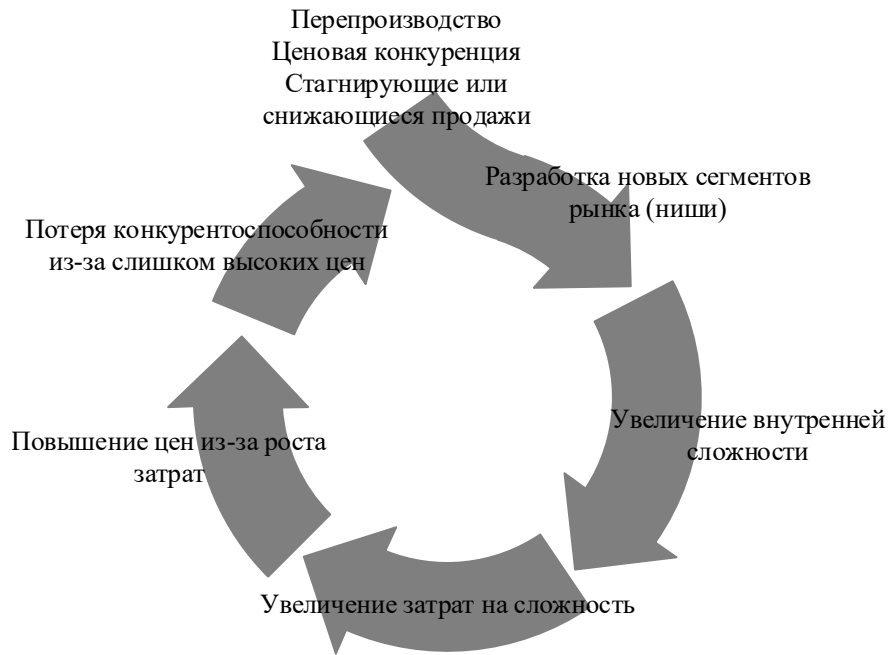 Перепроизводство
Ценовая конкуренция
Стагнирующие или
снижающиеся продажи
Разработка новых сегментов
рынка (ниши)
Увеличение внутренней
сложности
Увеличение затрат на сложность
Повышение цен из-за роста
затрат
Потеря конкурентоспособности
из-за слишком высоких цен